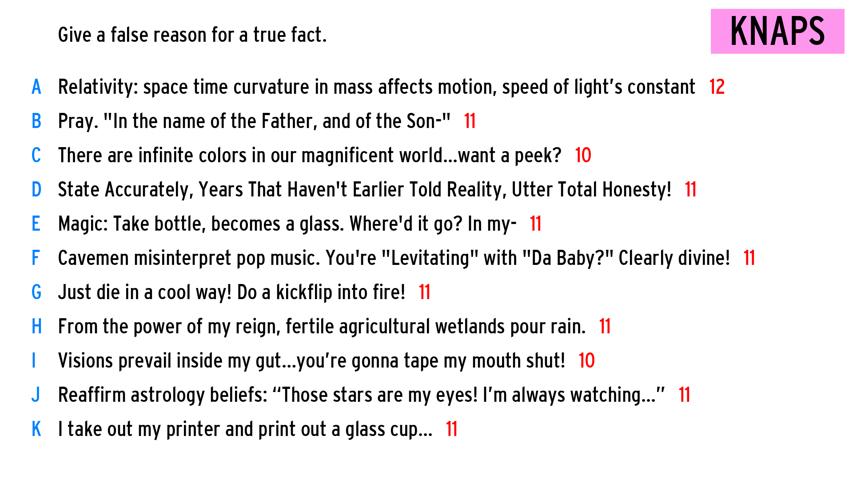 Give a false reason for a true fact.
KNAPS
A Relativity: space time curvature in mass affects motion, speed of light’s constant 12
B Pray. "In the name of the Father, and of the Son-" 11
C There are infinite colors in our magnificent world...want a peek? 10
D State Accurately, Years That Haven't Earlier Told Reality, Utter Total Honesty! 11
E Magic: Take bottle, becomes a glass. Where'd it go? In my- 11
F Cavemen misinterpret pop music. You're "Levitating" with "Da Baby?" Clearly divine! 11
G Just die in a cool way! Do a kickflip into fire! 11
H From the power of my reign, fertile agricultural wetlands pour rain. 11
I Visions prevail inside my gut...you’re gonna tape my mouth shut! 10
J Reaffirm astrology beliefs: “Those stars are my eyes! I’m always watching...” 11
K I take out my printer and print out a glass cup... 11